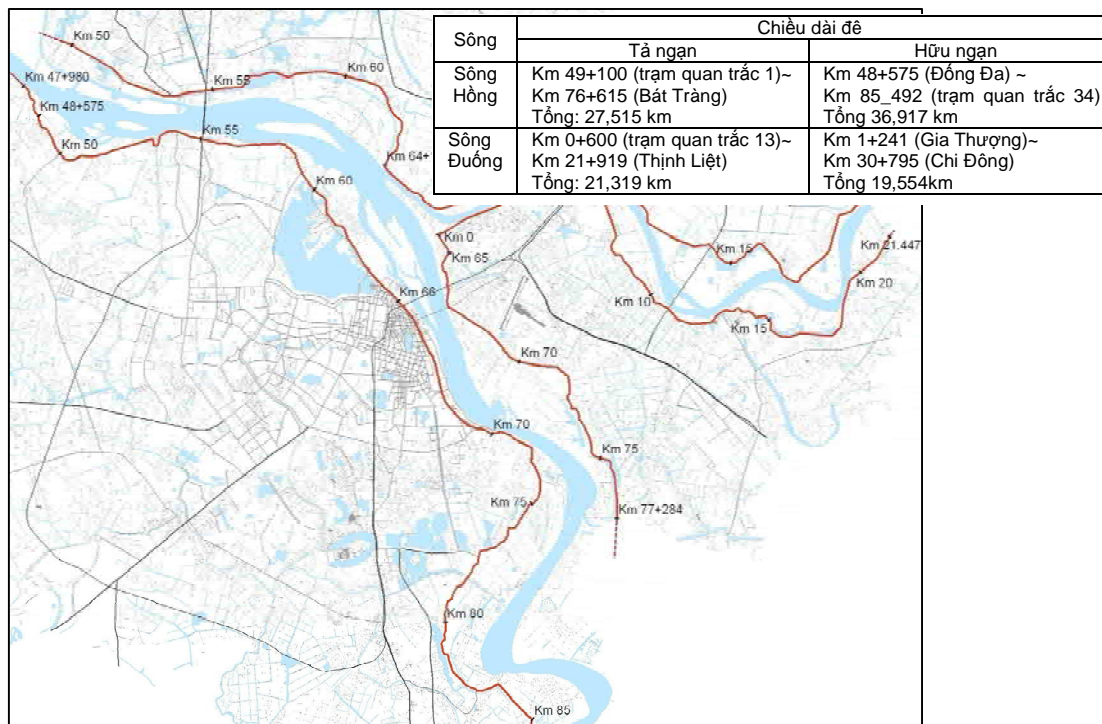 Sông
Chiều dài đê
Tả ngạn
Hữu ngạn
Sông Hồng
Km 49+100 (trạm quan trắc 1)~
Km 76+615 (Bát Tràng)
Tổng: 27,515 km
Km 48+575 (Đống Đa) ~
Km 85_492 (trạm quan trắc 34)
Tổng 36,917 km
Sông Đuống
Km 0+600 (trạm quan trắc 13)~
Km 21+919 (Thịnh Liệt)
Tổng: 21,319 km
Km 1+241 (Gia Thượng)~
Km 30+795 (Chi Đông)
Tổng 19,554km
Km 50
Km 47+980
Km 55
Km 60
Km 48+575
Km 50
Km 55
Km 64+
Km 60
Km 0
Km 65
Km 15
Km 21.447
Km 20
Km 66
Km 10
Km 15
Km 70
Km 70
Km 75
Km 75
Km 77+284
Km 80
Km 85